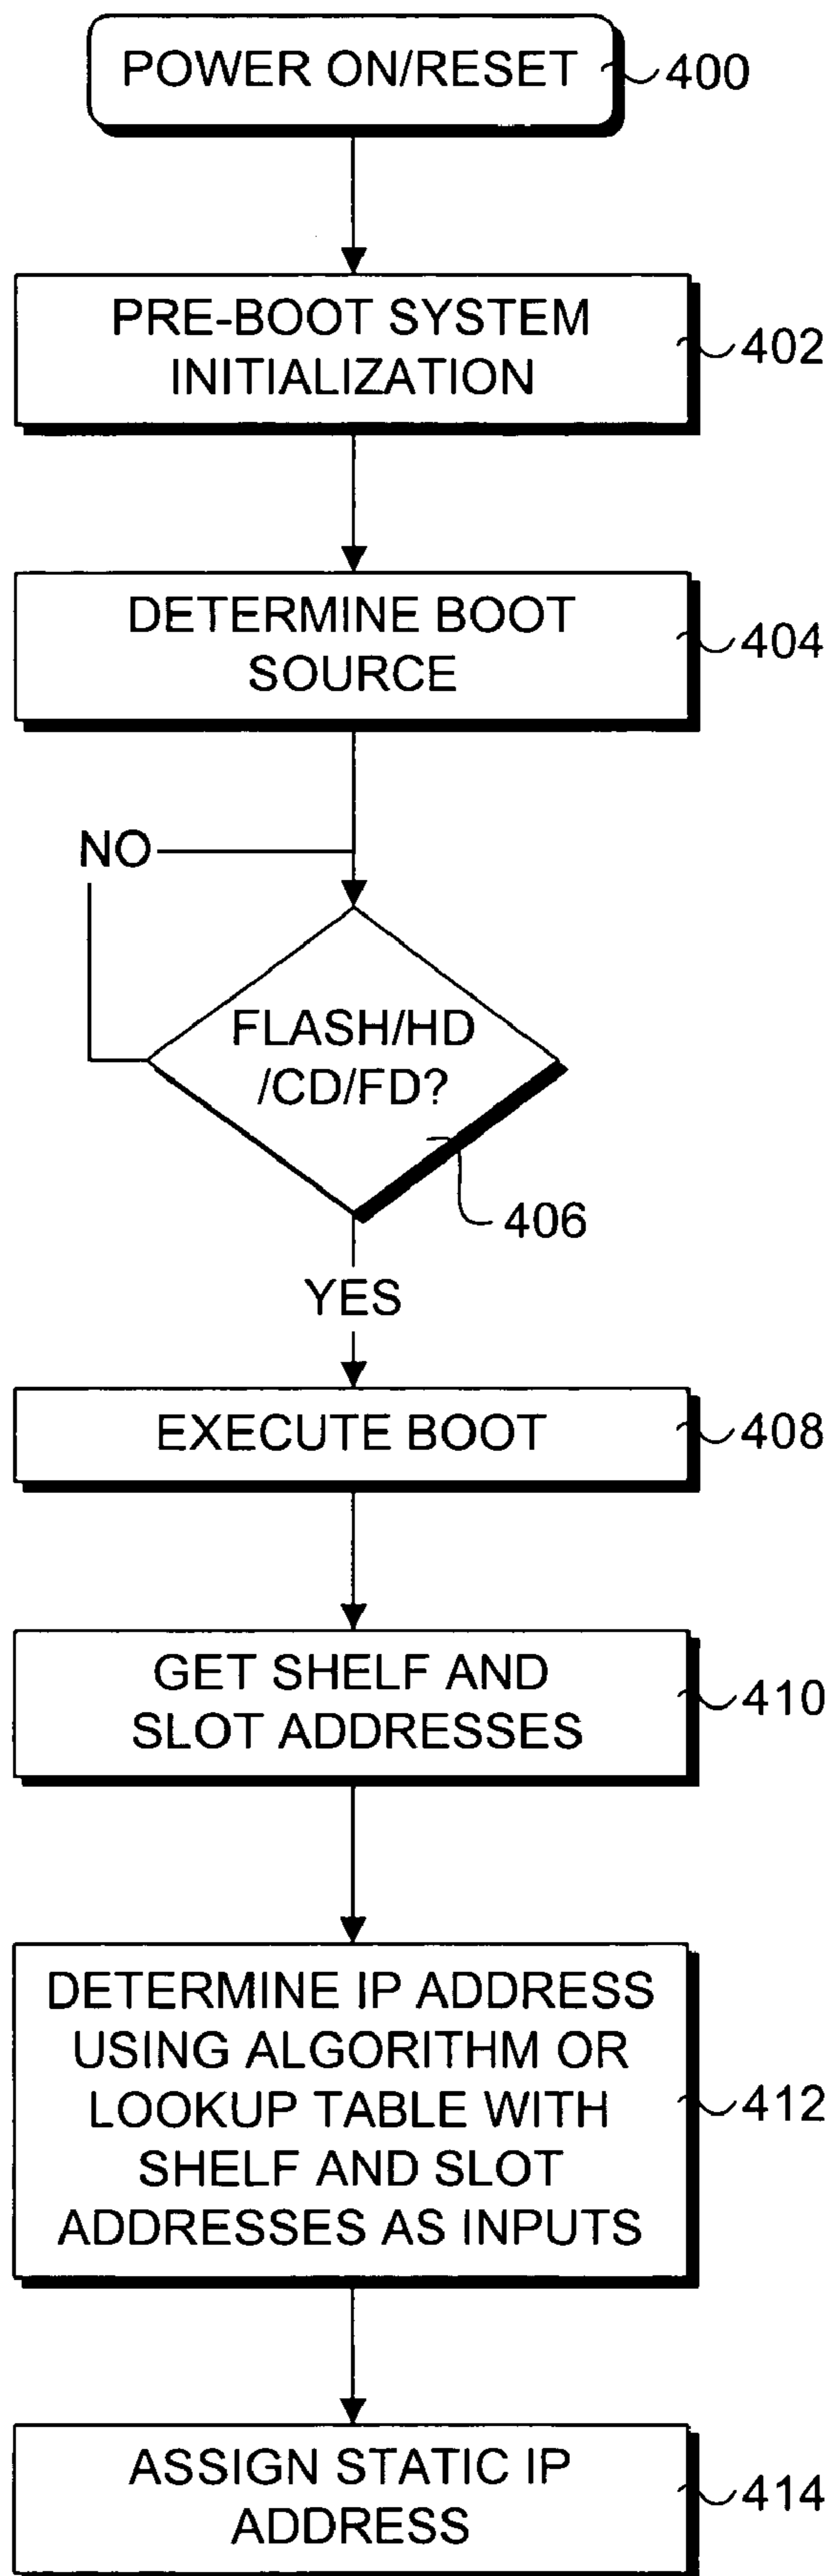 POWER ON/RESET
400
PRE-BOOT SYSTEM
INITIALIZATION
402
DETERMINE BOOT
SOURCE
404
NO
FLASH/HD
/CD/FD?
406
YES
EXECUTE BOOT
408
GET SHELF AND
SLOT ADDRESSES
410
DETERMINE IP ADDRESS
USING ALGORITHM OR
LOOKUP TABLE WITH
SHELF AND SLOT
ADDRESSES AS INPUTS
412
ASSIGN STATIC IP
ADDRESS
414